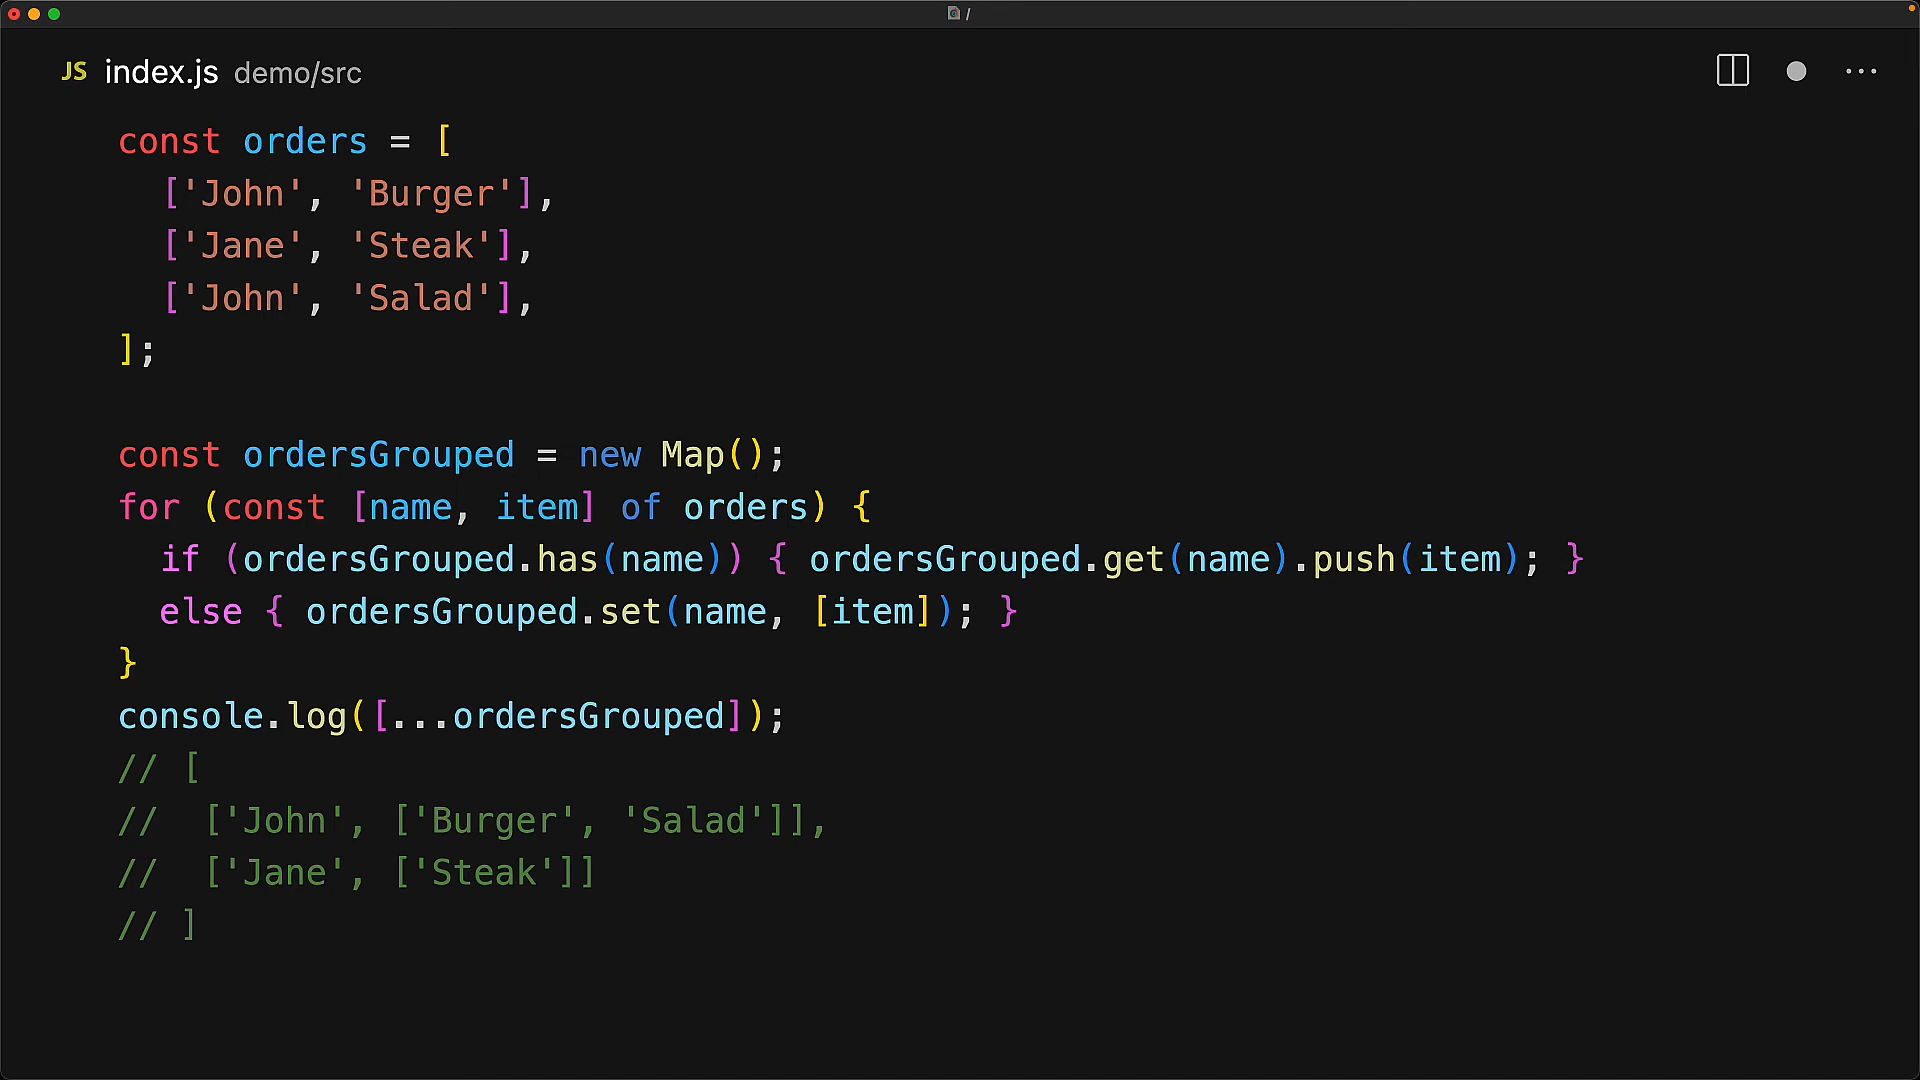 /
JS index.js demo/src
const orders = [
  ['John', 'Burger'],
  ['Jane', 'Steak'],
  ['John', 'Salad'],
];

const ordersGrouped = new Map();
for (const [name, item] of orders) {
  if (ordersGrouped.has(name)) { ordersGrouped.get(name).push(item); }
  else { ordersGrouped.set(name, [item]); }
}
console.log([...ordersGrouped]);
// [
//  ['John', ['Burger', 'Salad']],
//  ['Jane', ['Steak']]
// ]